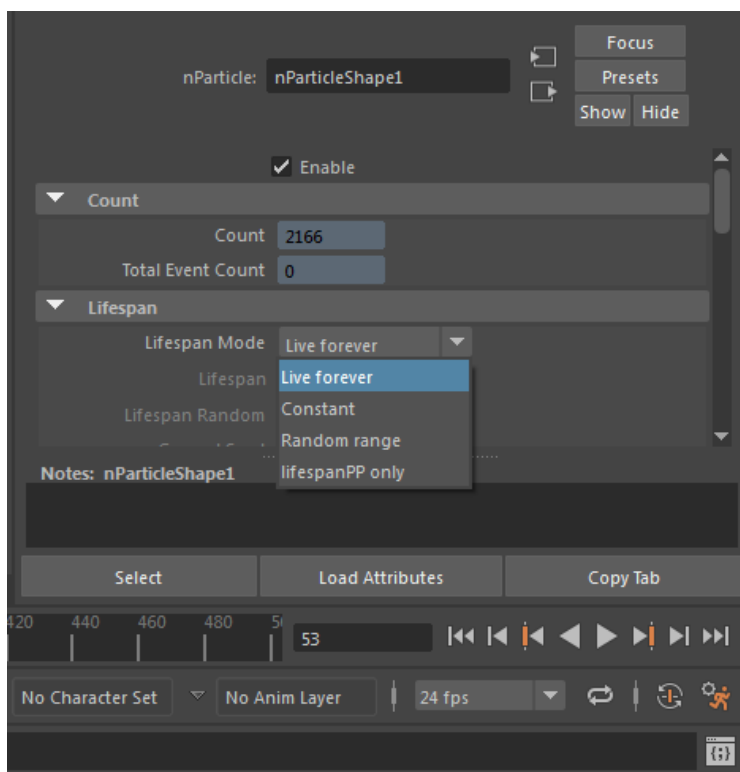 Focus
nParticle: nParticleShape1
Presets
Show Hide
Enable
Count
Count 2166
Total Event Count 0
Lifespan
Lifespan Mode Live forever
Lifespan Live forever
Lifespan Random Constant
Random range
lifespanPP only
Notes: nParticleShape1
Select Load Attributes Copy Tab
420 440 460 480 53
No Character Set No Anim Layer 24 fps